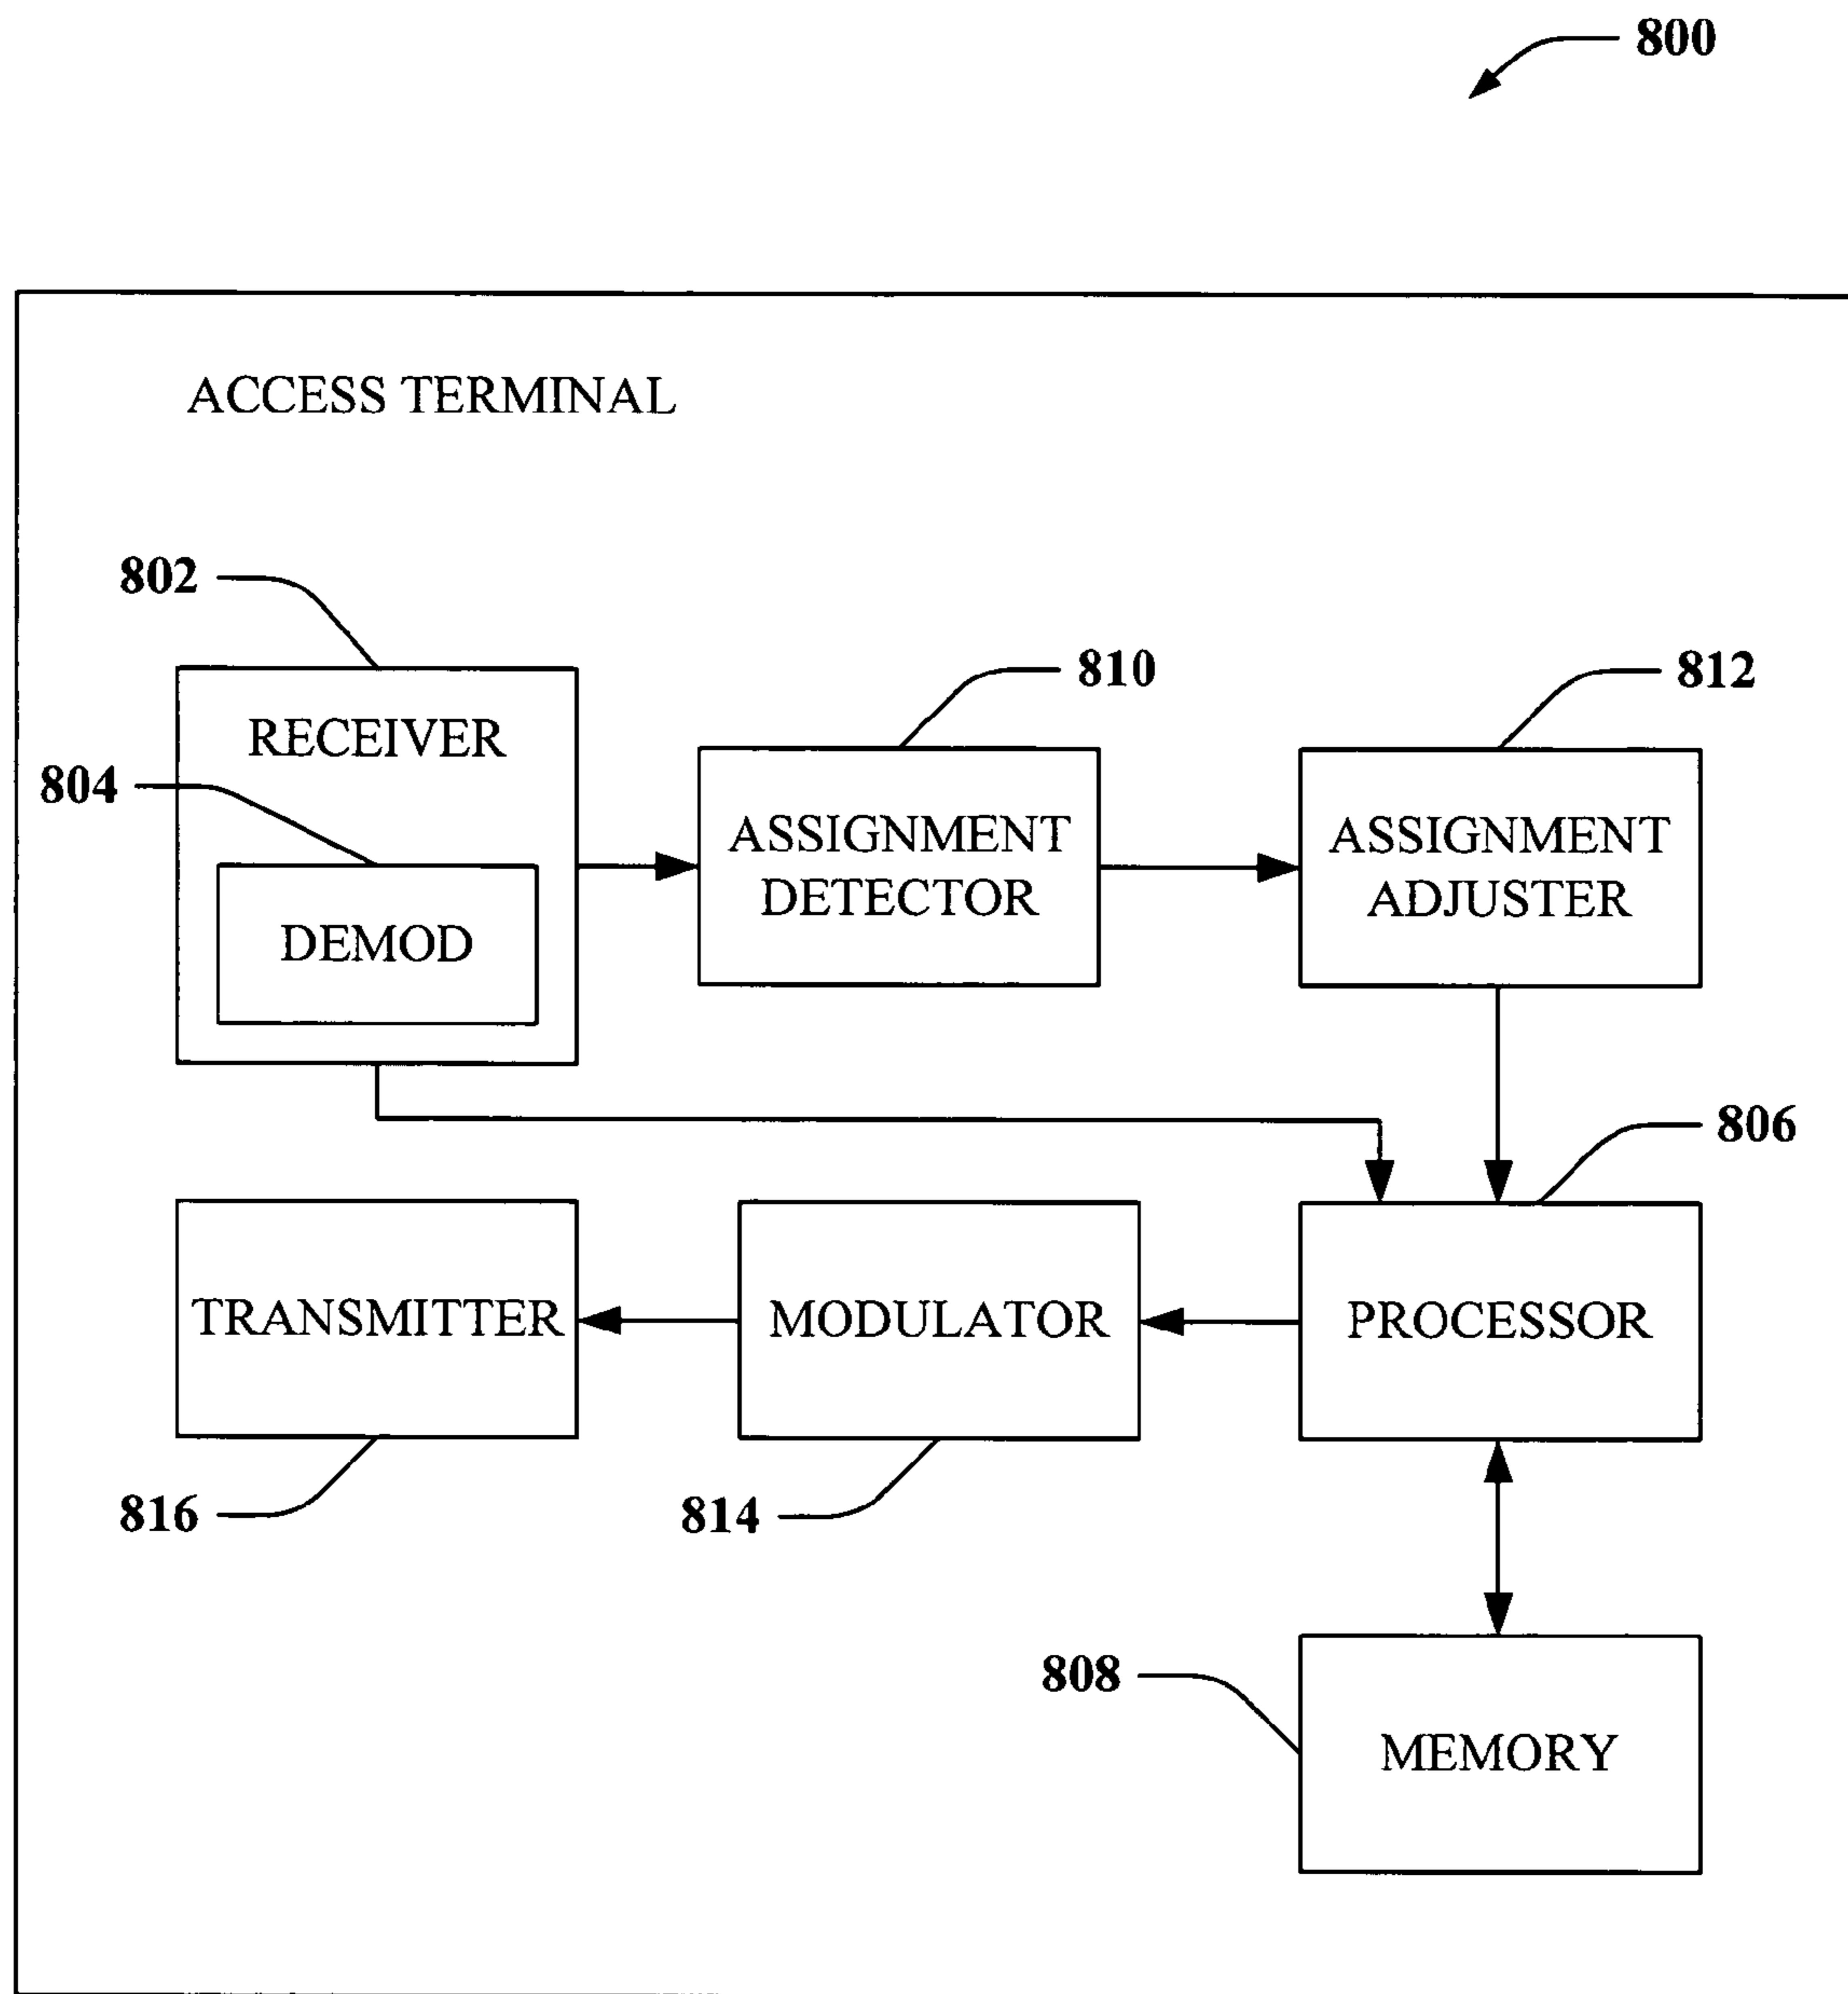 800
ACCESS TERMINAL
802
RECEIVER
810
812
804
ASSIGNMENT
DETECTOR
ASSIGNMENT
ADJUSTER
DEMOD
806
TRANSMITTER
MODULATOR
PROCESSOR
816
814
808
MEMORY